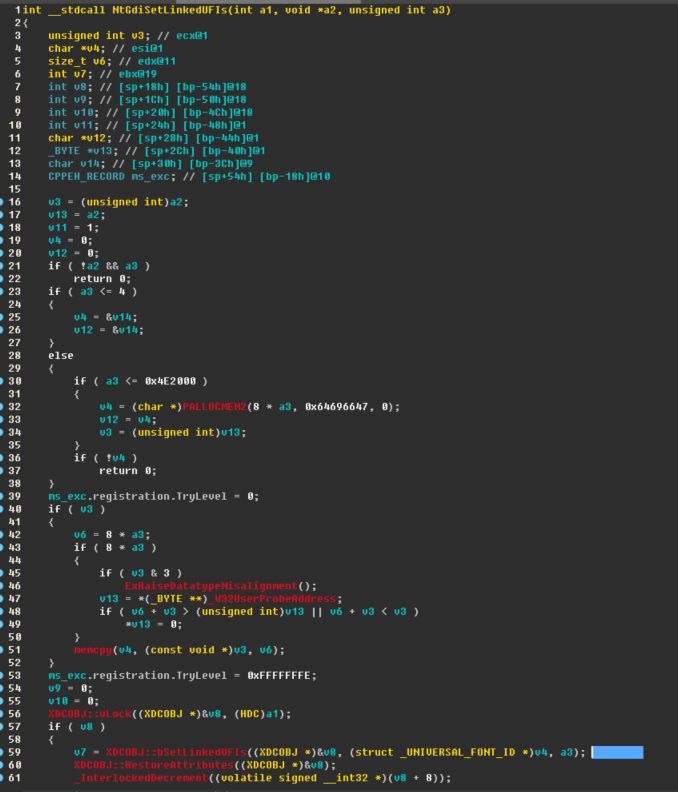 1 int __stdcall NtGdiSetLinkedUFIs(int a1, void *a2, unsigned int a3)
2 {
3 unsigned int v3; // ecx@1
4 char *v4; // esi@1
5 size_t v6; // edx@11
6 int v7; // ebx@19
7 int v8; // [sp+18h] [bp-54h]@18
8 int v9; // [sp+1Ch] [bp-50h]@18
9 int v10; // [sp+20h] [bp-4Ch]@18
10 int v11; // [sp+24h] [bp-48h]@1
11 char *v12; // [sp+28h] [bp-44h]@1
12 _BYTE *v13; // [sp+2Ch] [bp-40h]@1
13 char v14; // [sp+30h] [bp-3Ch]@9
14 CPPEH_RECORD ms_exc; // [sp+54h] [bp-18h]@10
15
16 v3 = (unsigned int)a2;
17 v13 = a2;
18 v11 = 1;
19 v4 = 0;
20 v12 = 0;
21 if ( !a2 && a3 )
22 return 0;
23 if ( a3 <= 4 )
24 {
25 v4 = &v14;
26 v12 = &v14;
27 }
28 else
29 {
30 if ( a3 <= 0x4E2000 )
31 {
32 v4 = (char *)PALLOCMEM2(8 * a3, 0x64696647, 0);
33 v12 = v4;
34 v3 = (unsigned int)v13;
35 }
36 if ( !v4 )
37 return 0;
38 }
39 ms_exc.registration.TryLevel = 0;
40 if ( v3 )
41 {
42 v6 = 8 * a3;
43 if ( 8 * a3 )
44 {
45 if ( v3 & 3 )
46 ExRaiseDatatypeMisalignment();
47 v13 = *(_BYTE **)_W32UserProbeAddress;
48 if ( v6 + v3 > (unsigned int)v13 || v6 + v3 < v3 )
49 *v13 = 0;
50 }
51 memcpy(v4, (const void *)v3, v6);
52 }
53 ms_exc.registration.TryLevel = 0xFFFFFFFE;
54 v9 = 0;
55 v10 = 0;
56 XDCOBJ::vLock((XDCOBJ *)&v8, (HDC)a1);
57 if ( v8 )
58 {
59 v7 = XDCOBJ::bSetLinkedUFIs((XDCOBJ *)&v8, (struct _UNIVERSAL_FONT_ID *)v4, a3);
60 XDCOBJ::RestoreAttributes((XDCOBJ *)&v8);
61 _InterlockedDecrement((volatile signed __int32 *)(v8 + 8));